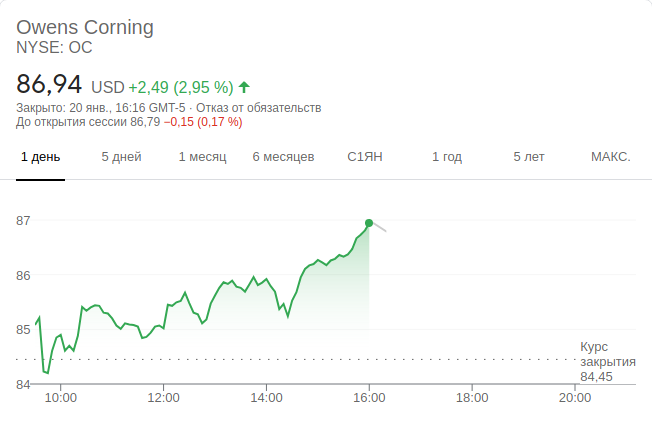 Owens Corning
NYSE: OC
86,94 USD +2,49 (2,95 %)
Закрыто: 20 янв., 16:16 GMT-5 · Отказ от обязательств
До открытия сессии 86,79 −0,15 (0,17 %)
1 день 5 дней 1 месяц 6 месяцев С1ЯН 1 год 5 лет МАКС.
87
86
85
Курс
закрытия
84,45
84
10:00 12:00 14:00 16:00 18:00 20:00